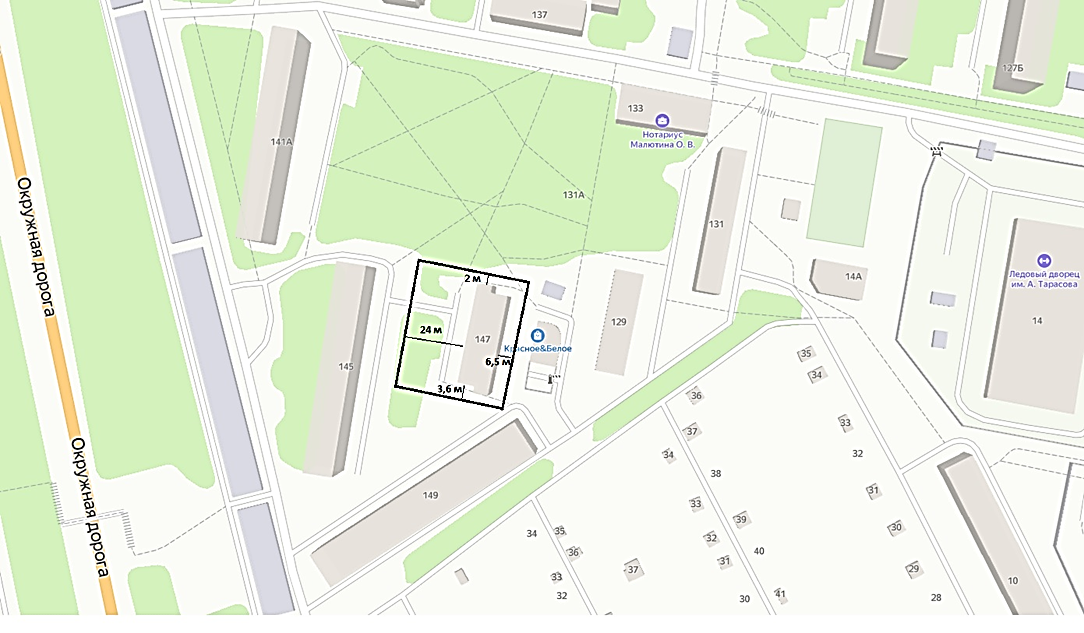 137
127Б
133
Нотариус
Малютина О. В.
141А
131А
131
14А
Ледовый дворец
им. А. Тарасова
14
Окружная дорога
2 м
24 м
147
6,5 м
3,6 м
Красное&Белое
129
145
35
34
36
37
33
32
34
38
31
149
33
39
30
34
35
32
36
31
40
29
37
10
33
32
30
41
28
Окружная дорога